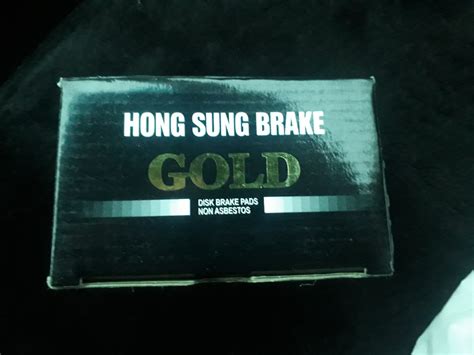 HONG SUNG BRAKE
GOLD
DISK BRAKE PADS
NON ASBESTOS